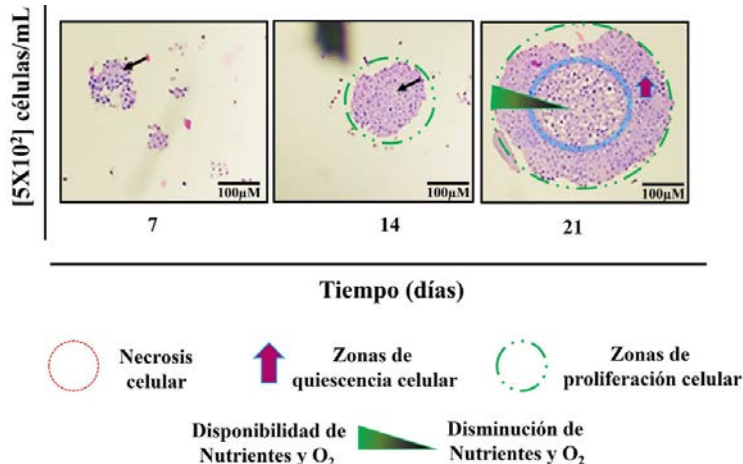 [5X10²] células/mL
100µM
100µM
100µM
7
14
21
Tiempo (días)
Necrosis
celular
Zonas de
quiescencia celular
Zonas de
proliferación celular
Disponibilidad de
Nutrientes y O₂
Disminución de
Nutrientes y O₂